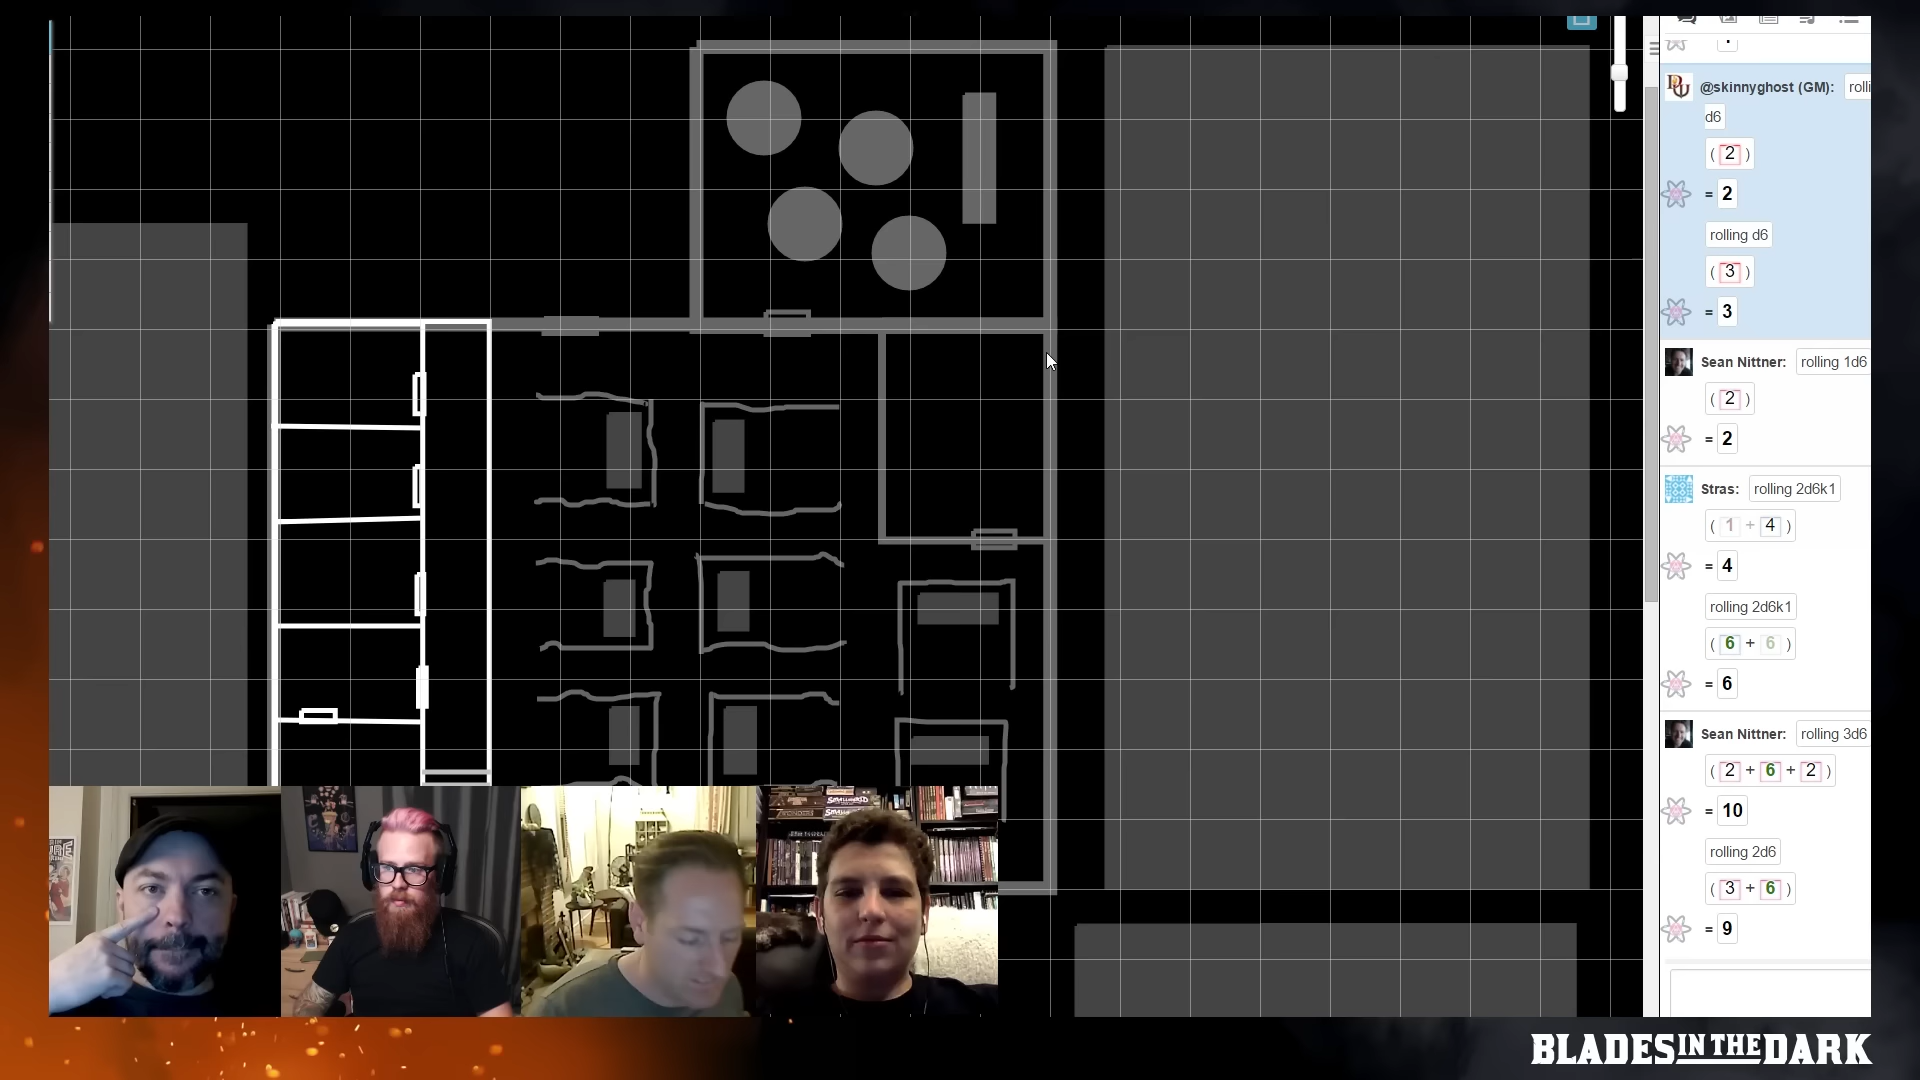 @skinnyghost (GM): rolli
d6
( 2 )
= 2
rolling d6
( 3 )
= 3
Sean Nittner: rolling 1d6
( 2 )
= 2
Stras: rolling 2d6k1
( 1 + 4 )
= 4
rolling 2d6k1
( 6 + 6 )
= 6
Sean Nittner: rolling 3d6
( 2 + 6 + 2 )
= 10
rolling 2d6
( 3 + 6 )
= 9
SMALLWORLD
BLADES IN THE DARK